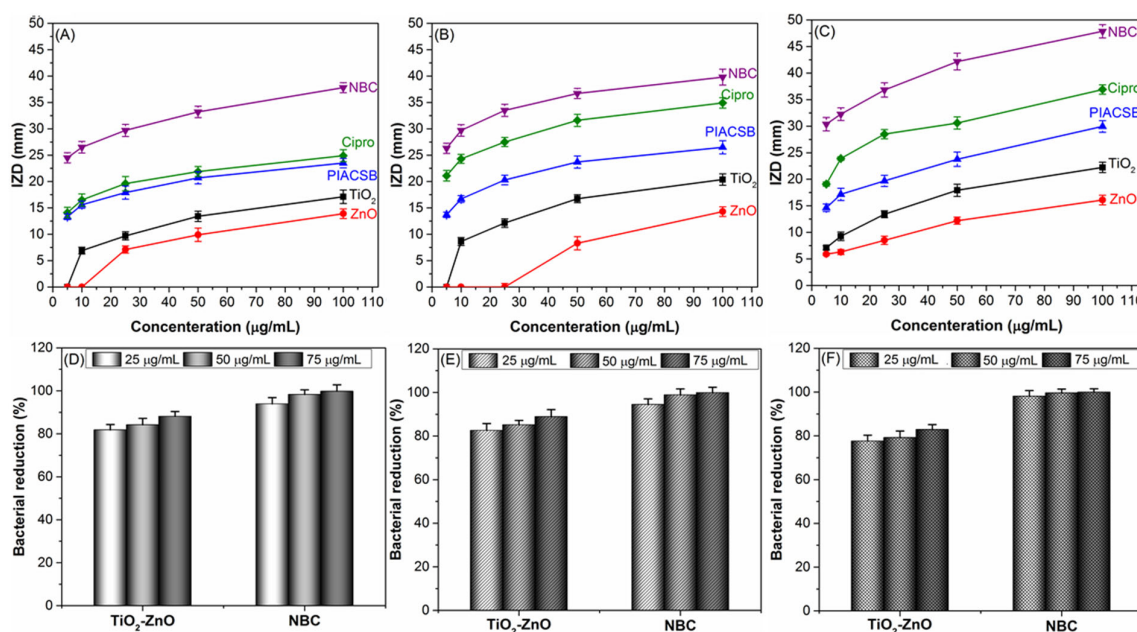 (A)
50
45
40
35
30
25
20
15
10
5
0
IZD (mm)
NBC
Cipro
PIACSB
TiO₂
ZnO
0 10 20 30 40 50 60 70 80 90 100 110
Concenteration (μg/mL)
(B)
50
45
40
35
30
25
20
15
10
5
0
IZD (mm)
NBC
Cipro
PIACSB
TiO₂
ZnO
0 10 20 30 40 50 60 70 80 90 100 110
Concenteration (μg/mL)
(C)
50
45
40
35
30
25
20
15
10
5
0
IZD (mm)
NBC
Cipro
PIACSB
TiO₂
ZnO
0 10 20 30 40 50 60 70 80 90 100 110
Concenteration (μg/mL)
(D)
25 μg/mL 50 μg/mL 75 μg/mL
120
100
80
60
40
20
0
Bacterial reduction (%)
TiO₂-ZnO NBC
(E)
25 μg/mL 50 μg/mL 75 μg/mL
120
100
80
60
40
20
0
Bacterial reduction (%)
TiO₂-ZnO NBC
(F)
25 μg/mL 50 μg/mL 75 μg/mL
120
100
80
60
40
20
0
Bacterial reduction (%)
TiO₂-ZnO NBC